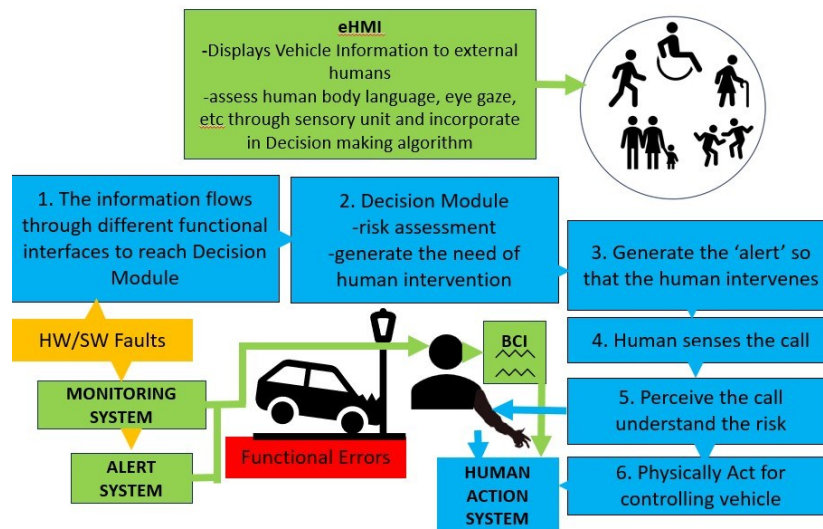 eHMI
-Displays Vehicle Information to external
humans
-assess human body language, eye gaze,
etc through sensory unit and incorporate
in Decision making algorithm
1. The information flows
through different functional
interfaces to reach Decision
Module
2. Decision Module
-risk assessment
-generate the need of
human intervention
3. Generate the ‘alert’ so
that the human intervenes
HW/SW Faults
BCI
4. Human senses the call
MONITORING
SYSTEM
5. Perceive the call
understand the risk
ALERT
SYSTEM
Functional Errors
HUMAN
ACTION
SYSTEM
6. Physically Act for
controlling vehicle